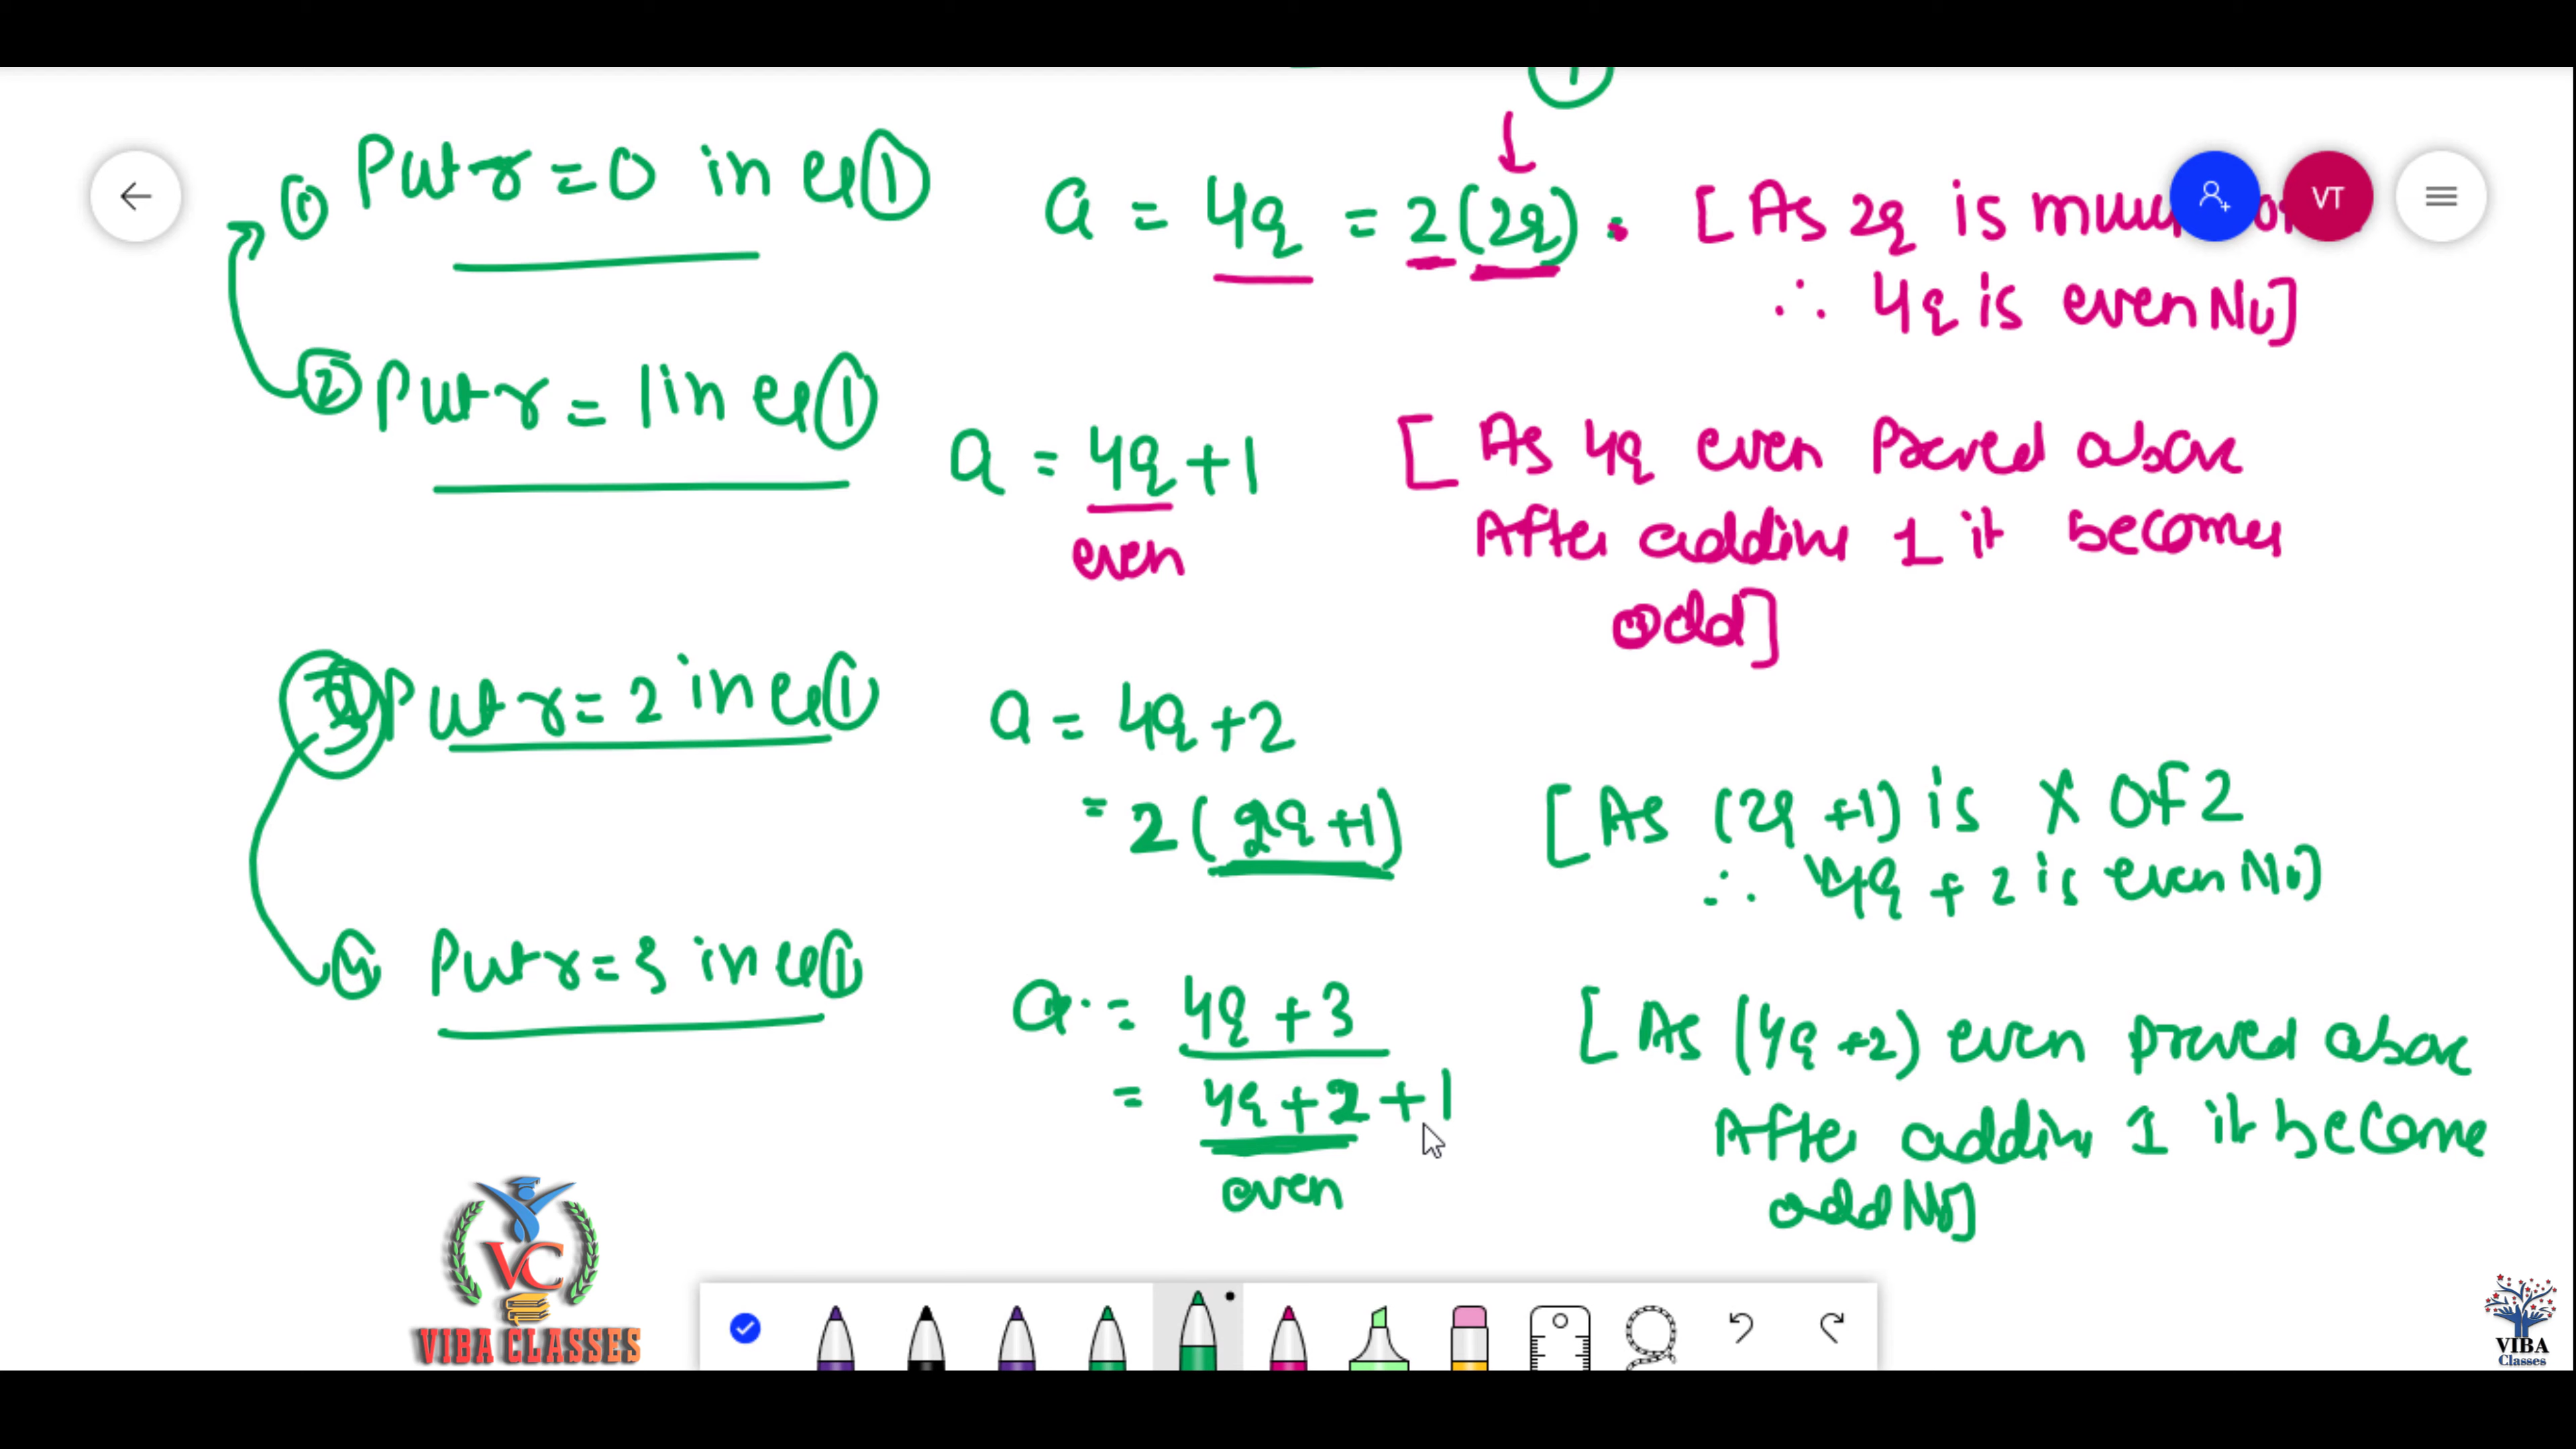 ① Put r = 0 in eq ① a = 4q = 2(2q). [As 2q is mul
∴ 4q is even No]
VT
② Put r = 1 in eq ① a = 4q + 1 [As 4q even Proved above
even After adding 1 it becomes
odd]
③ Put r = 2 in eq ① a = 4q + 2
= 2(2q + 1) [As (2q + 1) is X of 2
∴ 4q + 2 is even No]
④ Put r = 3 in eq ① a = 4q + 3 [As (4q + 2) even proved above
= 4q + 2 + 1 After adding 1 it become
even odd No]
VC
VIBA CLASSES
VIBA
Classes